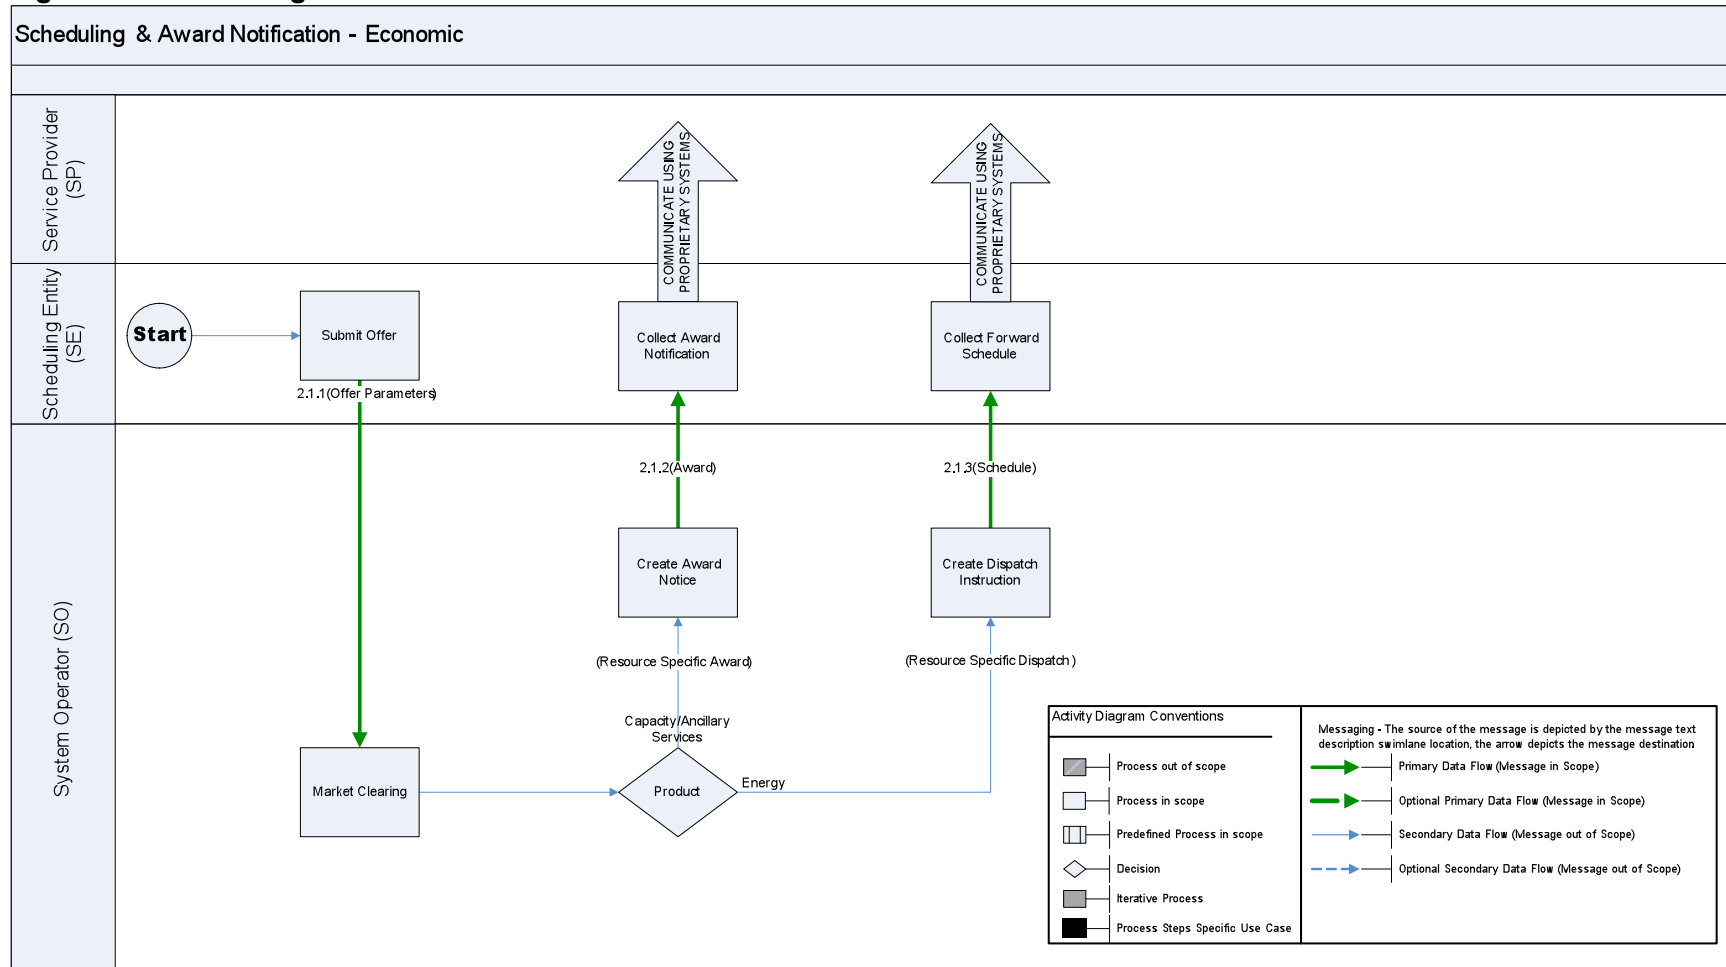 Scheduling & Award Notification - Economic
Service Provider
(SP)
COMMUNICATE USING
PROPRIETARY SYSTEMS
COMMUNICATE USING
PROPRIETARY SYSTEMS
Scheduling Entity
(SE)
Start
Submit Offer
Collect Award
Notification
Collect Forward
Schedule
2.1.1(Offer Parameters)
System Operator (SO)
2.1.2(Award)
2.1.3(Schedule)
Create Award
Notice
Create Dispatch
Instruction
(Resource Specific Award)
(Resource Specific Dispatch)
Capacity/Ancillary
Services
Market Clearing
Product
Energy
Activity Diagram Conventions
Process out of scope
Process in scope
Predefined Process in scope
Decision
Iterative Process
Process Steps Specific Use Case
Messaging - The source of the message is depicted by the message text
description swimlane location, the arrow depicts the message destination
Primary Data Flow (Message in Scope)
Optional Primary Data Flow (Message in Scope)
Secondary Data Flow (Message out of Scope)
Optional Secondary Data Flow (Message out of Scope)